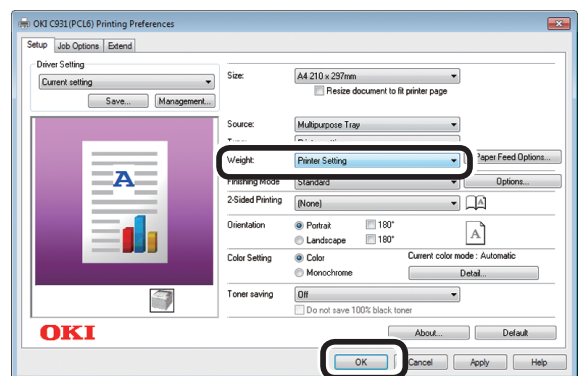 OKI C931(PCL6) Printing Preferences
Setup Job Options Extend
Driver Setting
Current setting
Save... Management...
Size: A4 210 x 297mm
Resize document to fit printer page
Source: Multipurpose Tray
Weight: Printer Setting Paper Feed Options...
Finishing Mode Standard Options...
2-Sided Printing (None)
Orientation Portrait 180°
Landscape 180°
Color Setting Color Current color mode : Automatic
Monochrome Detail...
Toner saving Off
Do not save 100% black toner
A
A
A
OKI
About... Default
OK Cancel Apply Help